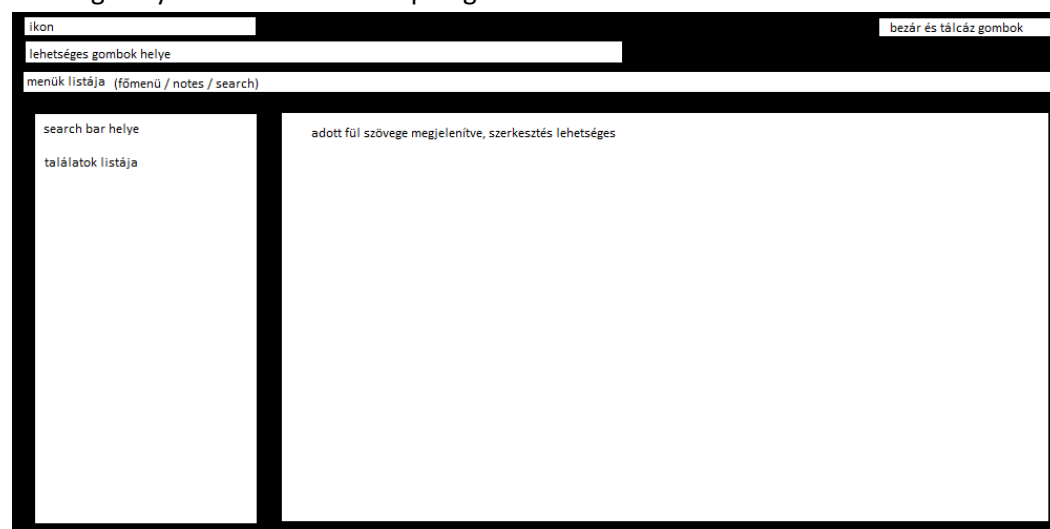 ikon
bezár és tálcáz gombok
lehetséges gombok helye
menük listája (főmenü / notes / search)
search bar helye
adott fül szövege megjelenítve, szerkesztés lehetséges
találatok listája